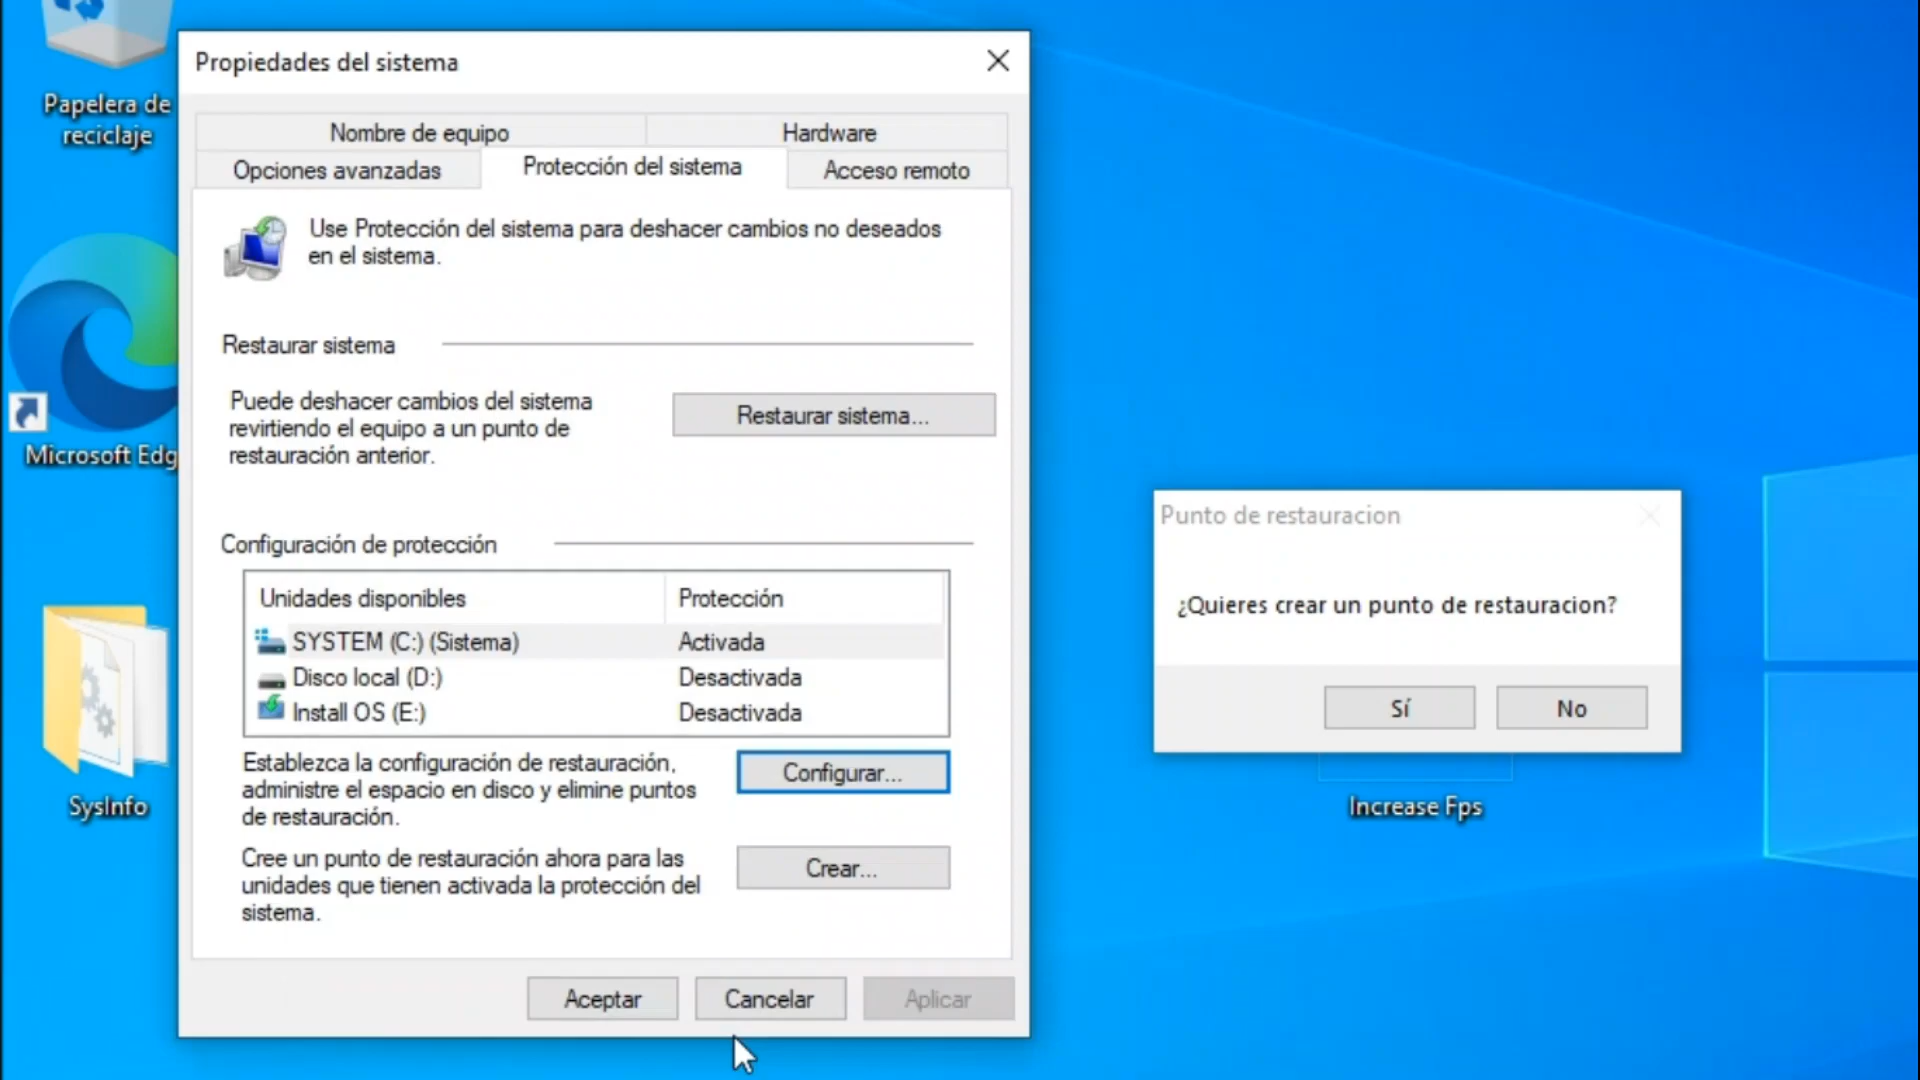 Papelera de
reciclaje
Microsoft Edg
SysInfo
Propiedades del sistema
Nombre de equipo
Hardware
Opciones avanzadas
Protección del sistema
Acceso remoto
Use Protección del sistema para deshacer cambios no deseados
en el sistema.
Restaurar sistema
Puede deshacer cambios del sistema
revirtiendo el equipo a un punto de
restauración anterior.
Restaurar sistema...
Configuración de protección
Unidades disponibles
Protección
SYSTEM (C:) (Sistema)
Activada
Disco local (D:)
Desactivada
Install OS (E:)
Desactivada
Establezca la configuración de restauración,
administre el espacio en disco y elimine puntos
de restauración.
Configurar...
Cree un punto de restauración ahora para las
unidades que tienen activada la protección del
sistema.
Crear...
Aceptar
Cancelar
Aplicar
Punto de restauracion
¿Quieres crear un punto de restauracion?
Sí
No
Increase Fps